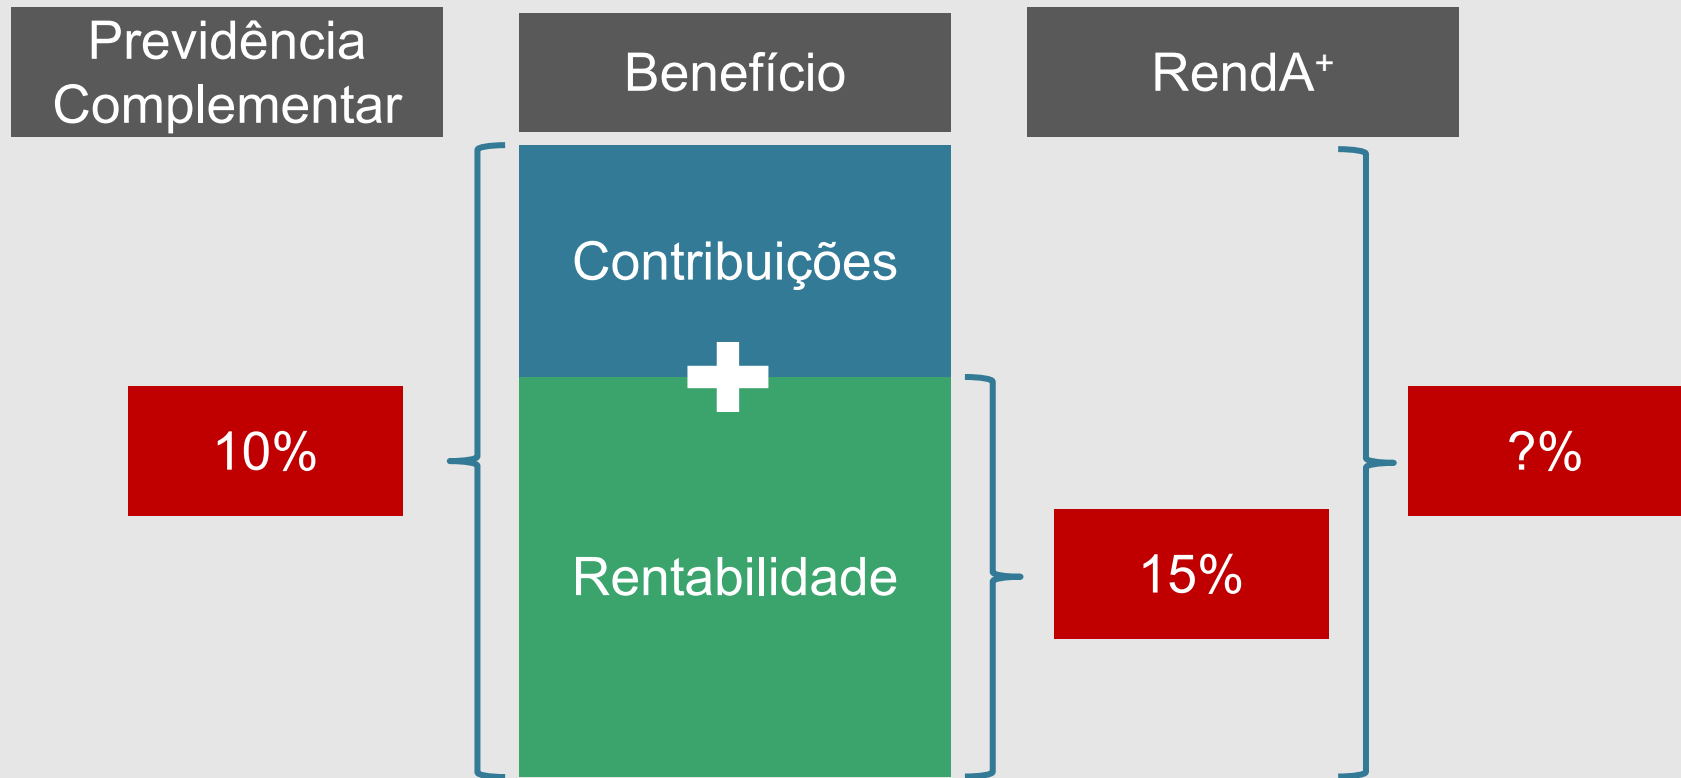 Previdência
Complementar
Benefício
RendA⁺
Contribuições
10%
?%
Rentabilidade
15%